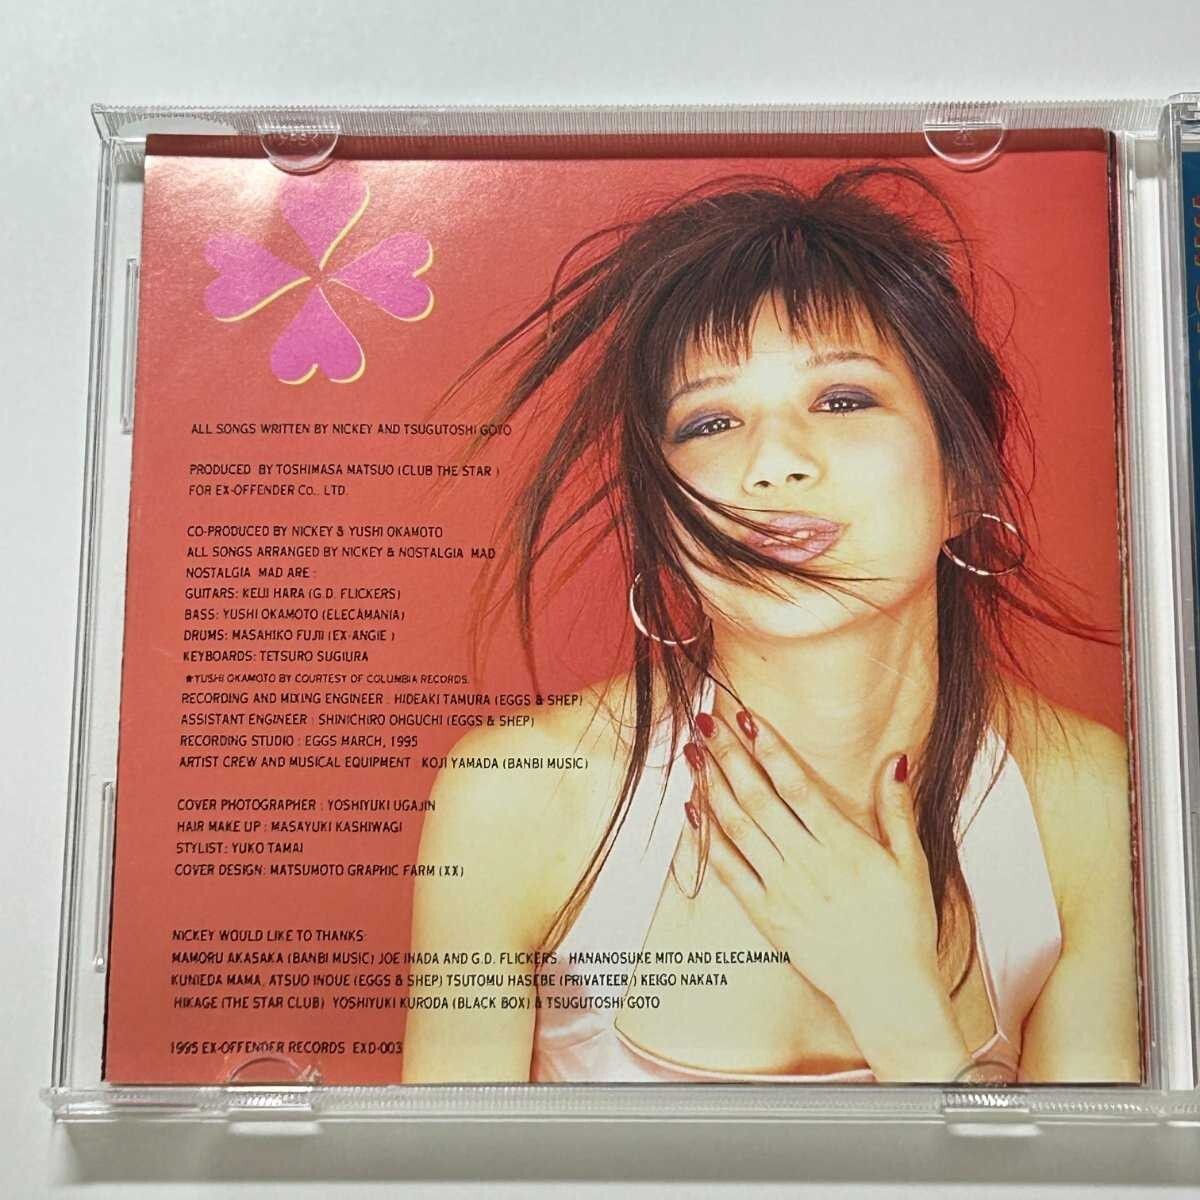 ALL SONGS WRITTEN BY NICKEY AND TSUGUTOSHI GOTO
PRODUCED BY TOSHIMASA MATSUO (CLUB THE STAR )
FOR EX-OFFENDER Co., LTD.
CO-PRODUCED BY NICKEY & YUSHI OKAMOTO
ALL SONGS ARRANGED BY NICKEY & NOSTALGIA MAD
NOSTALGIA MAD ARE :
GUITARS: KEIJI HARA (G.D. FLICKERS)
BASS: YUSHI OKAMOTO (ELECÄMANIA)
DRUMS: MASAHIKO FUJII (EX-ANGIE )
KEYBOARDS: TETSURO SUGIURA
★YUSHI OKAMOTO BY COURTESY OF COLUMBIA RECORDS.
RECORDING AND MIXING ENGINEER : HIDEAKI TAMURA (EGGS & SHEP)
ASSISTANT ENGINEER : SHINICHIRO OHGUCHI (EGGS & SHEP)
RECORDING STUDIO : EGGS MARCH, 1995
ARTIST CREW AND MUSICAL EQUIPMENT : KOJI YAMADA (BANBI MUSIC)
COVER PHOTOGRAPHER : YOSHIYUKI UGAJIN
HAIR MAKE UP : MASAYUKI KASHIWAGI
STYLIST: YUKO TAMAI
COVER DESIGN: MATSUMOTO GRAPHIC FARM (XX)
NICKEY WOULD LIKE TO THANKS:
MAMORU AKASAKA (BANBI MUSIC) JOE INADA AND G.D. FLICKERS, HANANOSUKE MITO AND ELECÄMANIA
KUNIEDA MAMA, ATSUO INOUE (EGGS & SHEP) TSUTOMU HASEBE (PRIVATEER ) KEIGO NAKATA
HIKAGE (THE STAR CLUB) YOSHIYUKI KURODA (BLACK BOX) & TSUGUTOSHI GOTO
1995 EX-OFFENDER RECORDS EXD-003